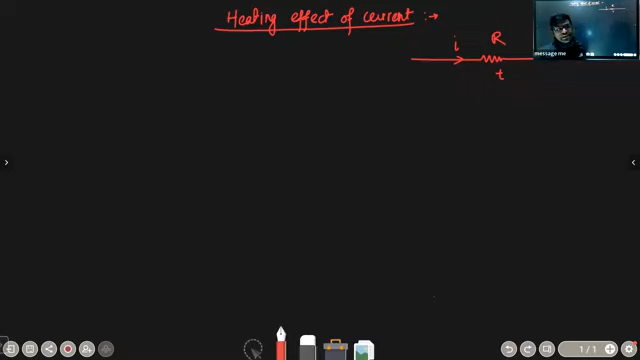 Heating effect of current :→
i R
t
message me
1/1